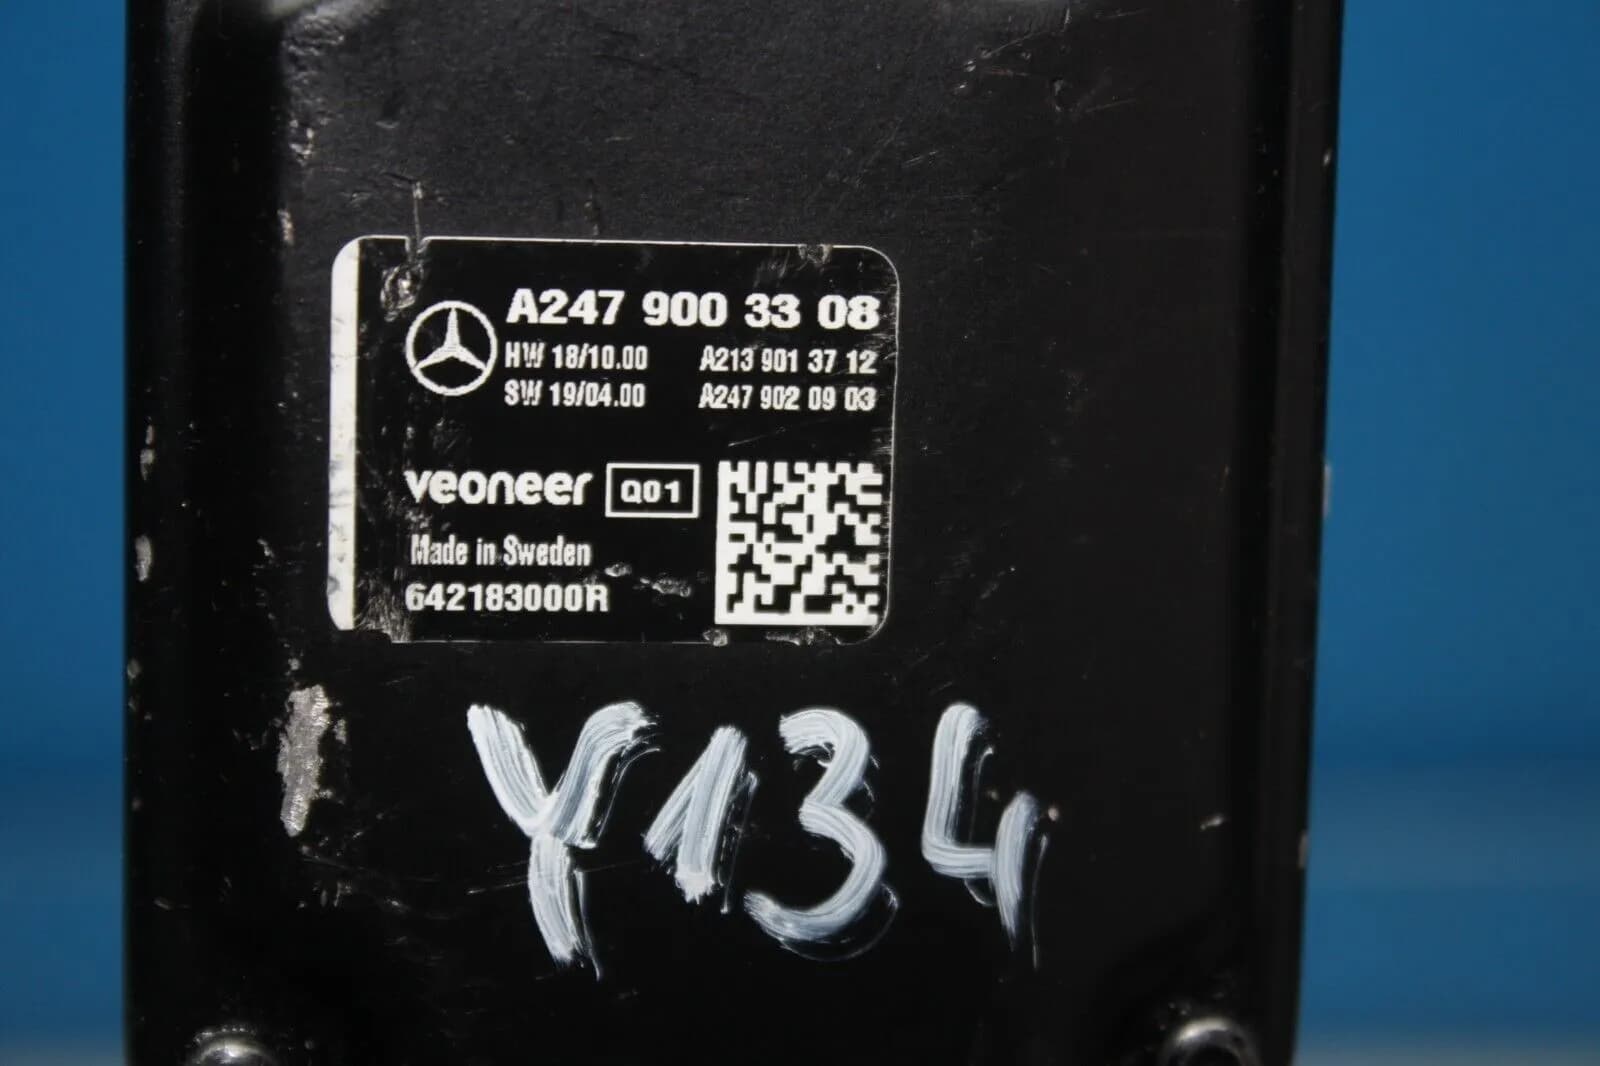 A247 900 33 08
HW 18/10.00 A213 901 37 12
SW 19/04.00 A247 902 09 03
veoneer Q01
Made in Sweden
642183000R
Y134